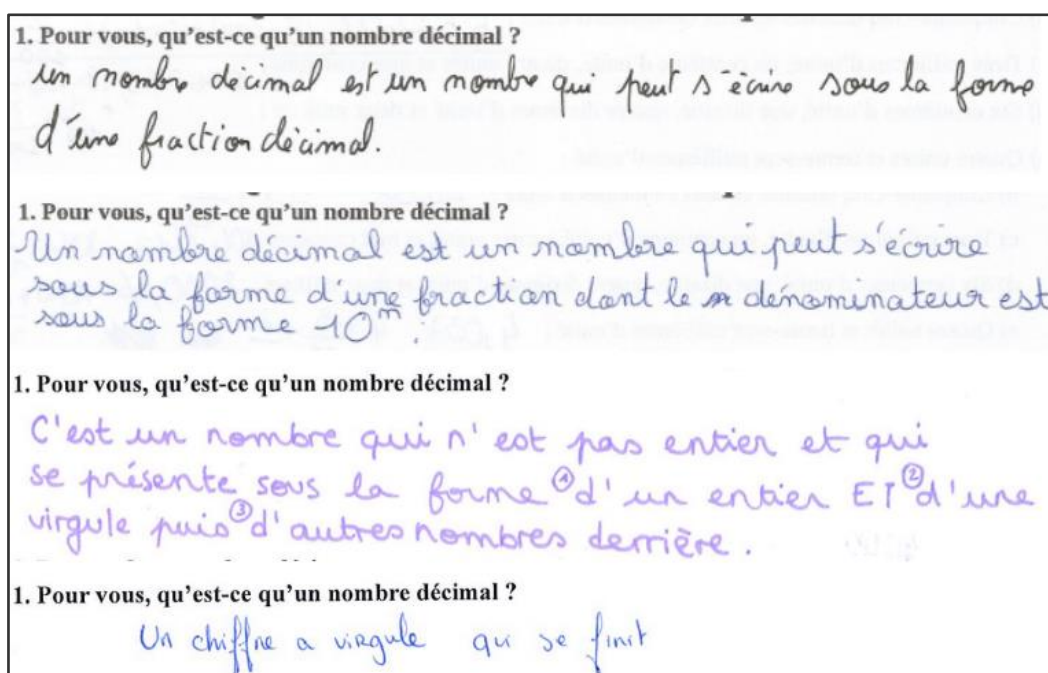 1. Pour vous, qu'est-ce qu'un nombre décimal ?
Un nombre décimal est un nombre qui peut s'écrire sous la forme
d'une fraction décimal.
1. Pour vous, qu'est-ce qu'un nombre décimal ?
Un nombre décimal est un nombre qui peut s'écrire
sous la forme d'une fraction dont le dénominateur est
sous la forme 10^n.
1. Pour vous, qu'est-ce qu'un nombre décimal ?
C'est un nombre qui n'est pas entier et qui
se présente sous la forme ① d'un entier ET ② d'une
virgule puis ③ d'autres nombres derrière.
1. Pour vous, qu'est-ce qu'un nombre décimal ?
Un chiffre a virgule qui se finit